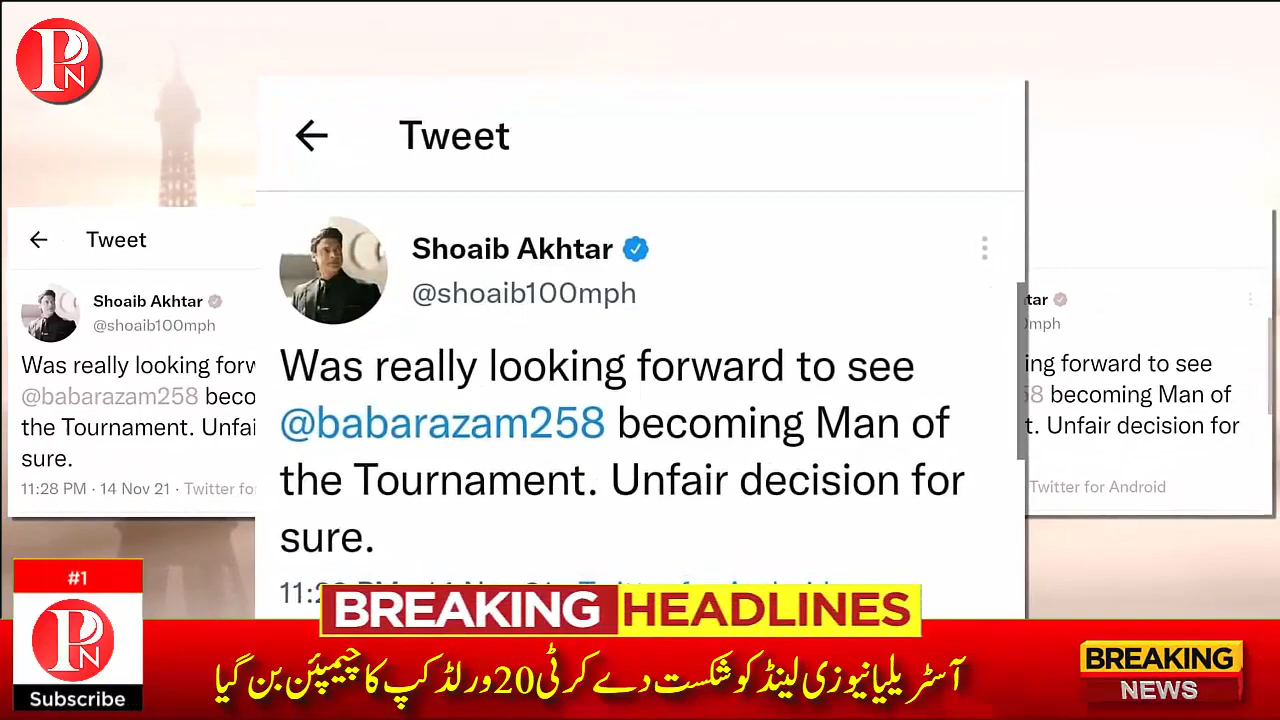 PN
Tweet
Shoaib Akhtar
@shoaib100mph
Was really looking forward to see
@babarazam258 becoming Man of
the Tournament. Unfair decision for
sure.
Tweet
Shoaib Akhtar
@shoaib100mph
Was really looking forw
@babarazam258 beco
the Tournament. Unfai
sure.
11:28 PM · 14 Nov 21 · Twitter fo
tar
0mph
ing forward to see
58 becoming Man of
t. Unfair decision for
Twitter for Android
#1
PN
Subscribe
BREAKING HEADLINES
آسٹریلیا نیوزی لینڈ کو شکست دے کر ٹی 20 ورلڈ کپ کا چیمپئن بن گیا
BREAKING
NEWS